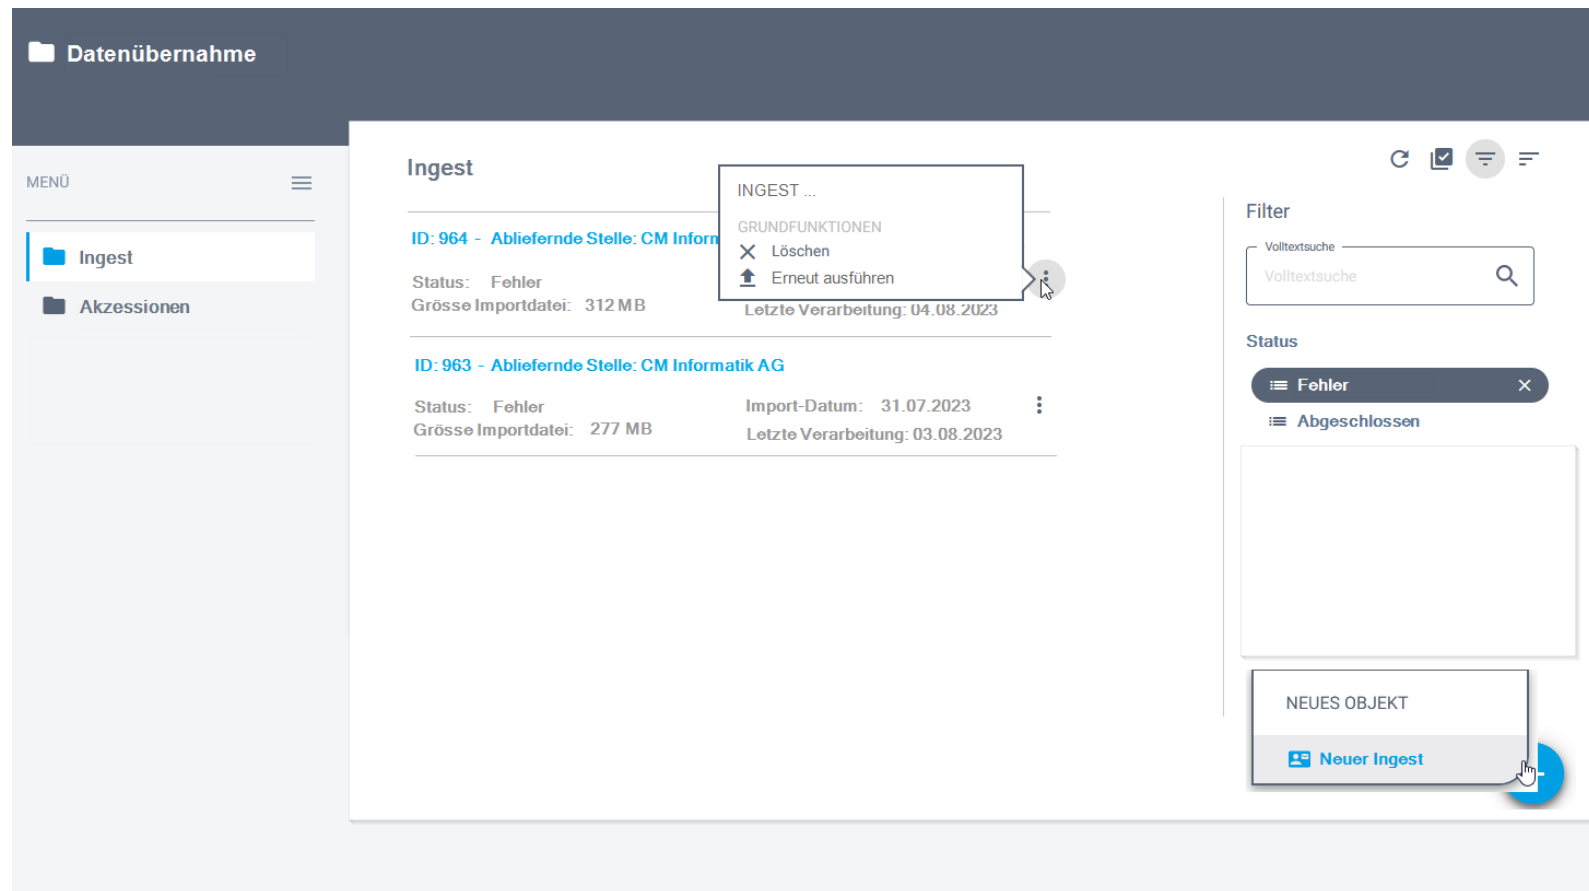 Datenübernahme
MENÜ
Ingest
Akzessionen
Ingest
ID: 964 - Abliefernde Stelle: CM Inform
Status: Fehler
Grösse Importdatei: 312 MB
Letzte Verarbeitung: 04.08.2023
INGEST ...
GRUNDFUNKTIONEN
Löschen
Erneut ausführen
ID: 963 - Abliefernde Stelle: CM Informatik AG
Status: Fehler
Import-Datum: 31.07.2023
Grösse Importdatei: 277 MB
Letzte Verarbeitung: 03.08.2023
Filter
Volltextsuche
Volltextsuche
Status
Fehler
Abgeschlossen
NEUES OBJEKT
Neuer Ingest